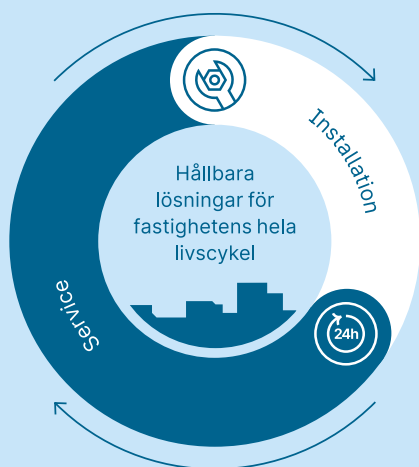 Installation
Hållbara
lösningar för
fastighetens hela
livscykel
Service
24h